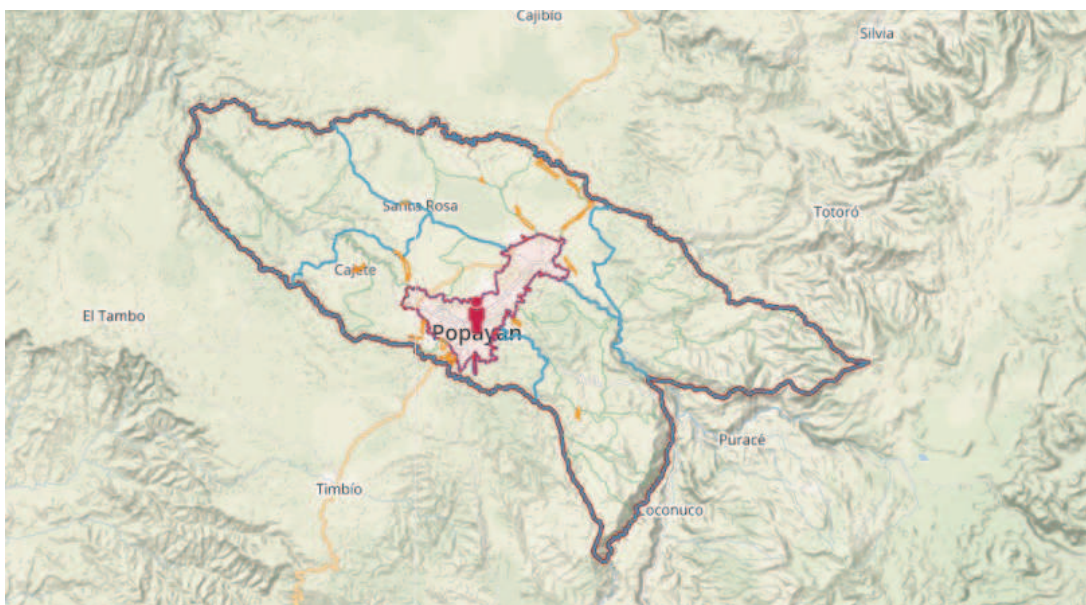 Cajibío
Silvia
Totoró
Santa Rosa
Cajete
El Tambo
Popayán
Puracé
Timbío
Coconuco